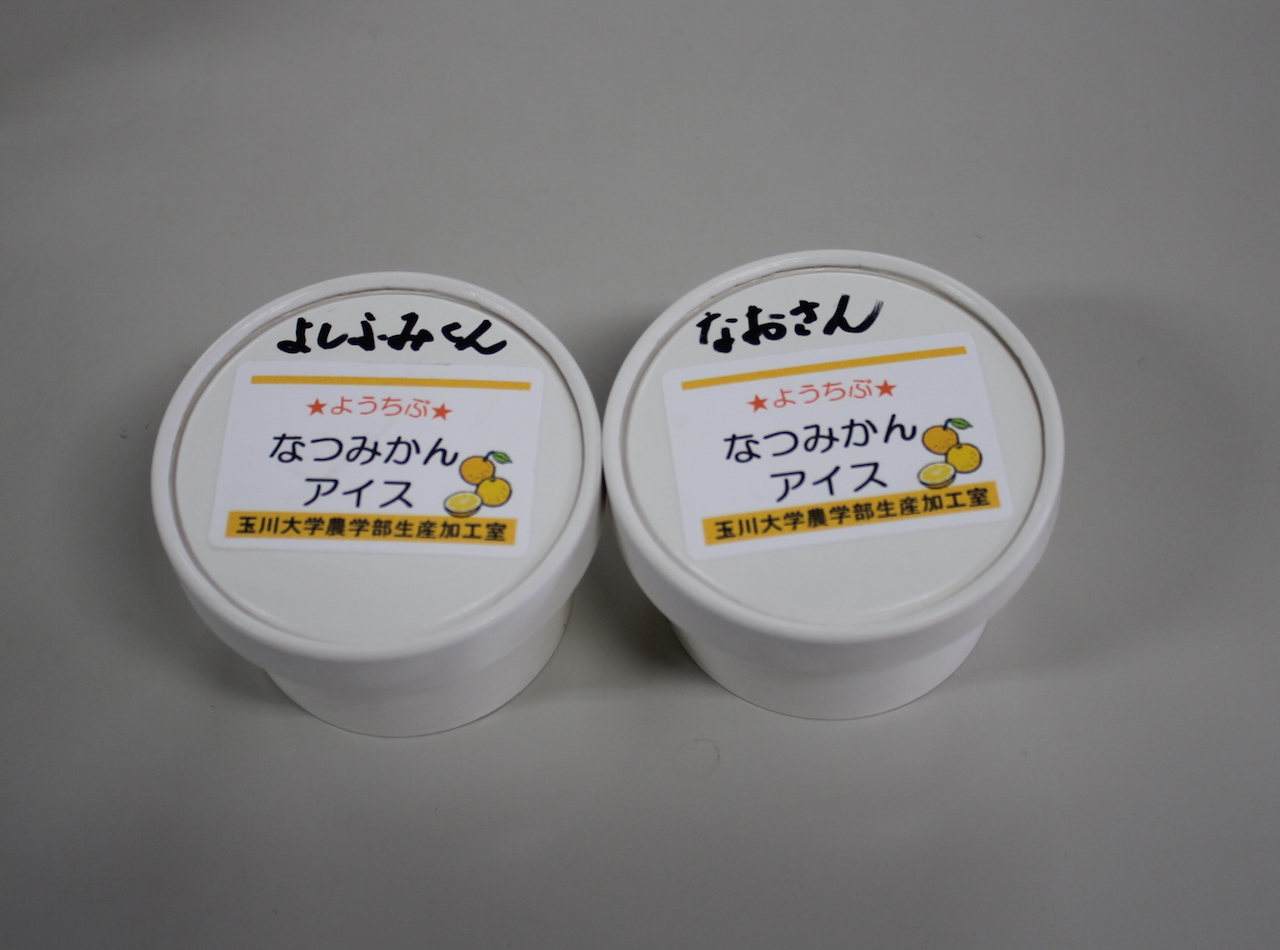 よしふみくん
★ようちぶ★
なつみかん
アイス
玉川大学農学部生産加工室
なおさん
★ようちぶ★
なつみかん
アイス
玉川大学農学部生産加工室